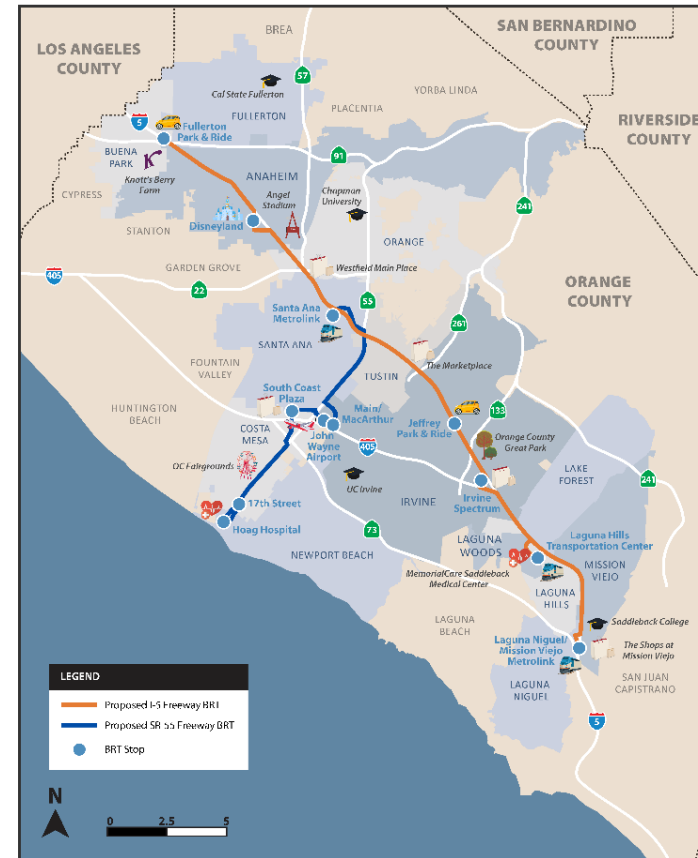 BREA
SAN BERNARDINO
COUNTY
LOS ANGELES
COUNTY
57
Cal State Fullerton
YORBA LINDA
PLACENTIA
FULLERTON
RIVERSIDE
COUNTY
5
Fullerton
Park & Ride
91
BUENA
PARK
Knott's Berry
Farm
ANAHEIM
CYPRESS
Angel
Stadium
Chapman
University
241
STANTON
Disneyland
ORANGE
GARDEN GROVE
Westfield Main Place
405
22
55
ORANGE
COUNTY
Santa Ana
Metrolink
261
SANTA ANA
The Marketplace
FOUNTAIN
VALLEY
TUSTIN
South Coast
Plaza
HUNTINGTON
BEACH
Main/
MacArthur
Jeffrey
Park & Ride
133
COSTA
MESA
John
Wayne
Airport
405
Orange County
Great Park
OC Fairgrounds
UC Irvine
LAKE
FOREST
241
17th Street
IRVINE
Irvine
Spectrum
Hoag Hospital
73
LAGUNA
WOODS
Laguna Hills
Transportation Center
NEWPORT BEACH
MISSION
VIEJO
MemorialCare Saddleback
Medical Center
LAGUNA
HILLS
LAGUNA
BEACH
Saddleback College
Laguna Niguel/
Mission Viejo
Metrolink
The Shops at
Mission Viejo
SAN JUAN
CAPISTRANO
LAGUNA
NIGUEL
5
LEGEND
Proposed I-5 Freeway BRT
Proposed SR 55 Freeway BRT
BRT Stop
N
0 2.5 5